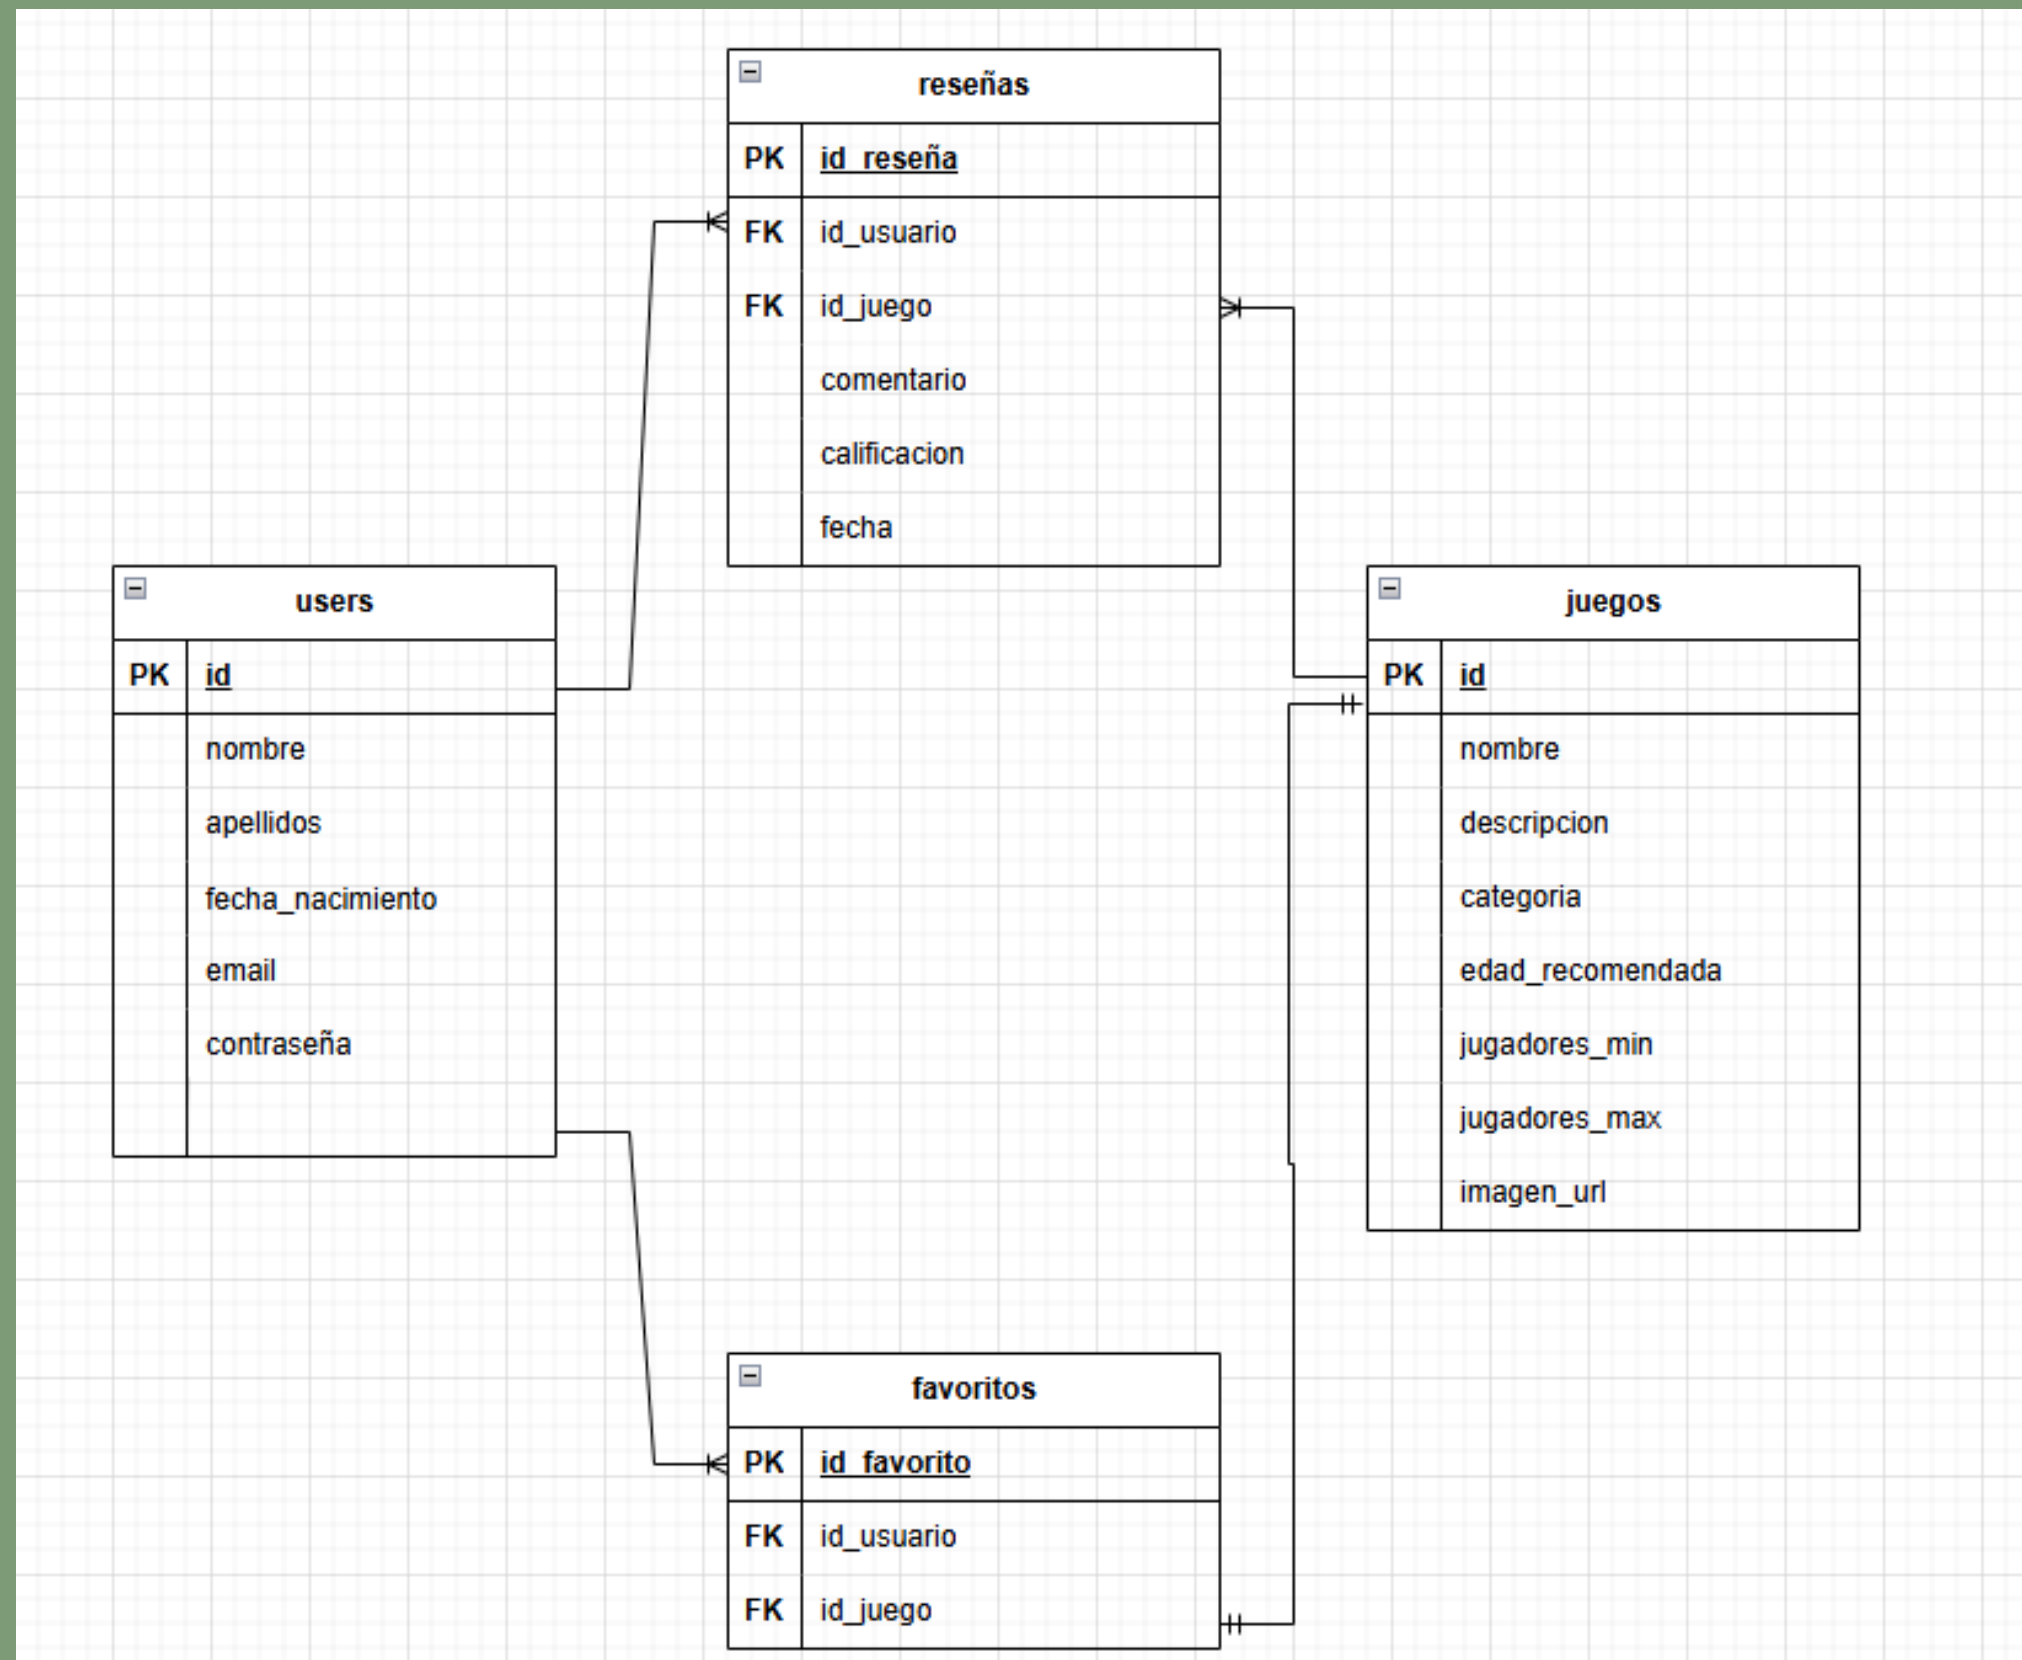 reseñas
PK id_reseña
FK id_usuario
FK id_juego
comentario
calificacion
fecha
users
PK id
nombre
apellidos
fecha_nacimiento
email
contraseña
juegos
PK id
nombre
descripcion
categoria
edad_recomendada
jugadores_min
jugadores_max
imagen_url
favoritos
PK id_favorito
FK id_usuario
FK id_juego